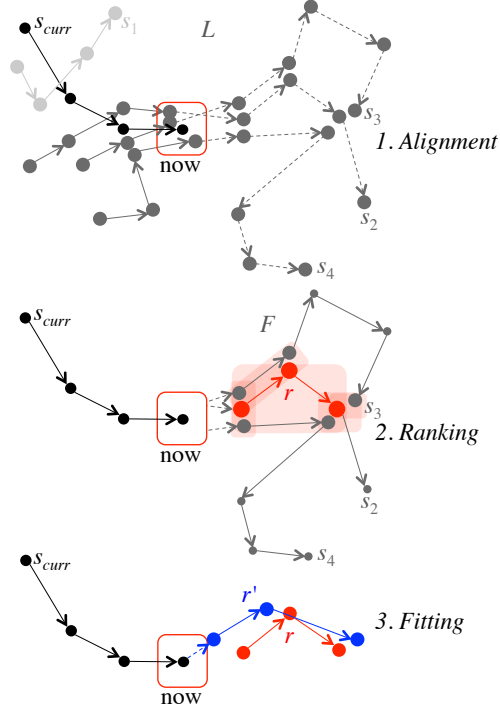 s_curr
s_1
L
s_3
1. Alignment
now
s_2
s_4
s_curr
F
r
s_3
2. Ranking
now
s_2
s_4
s_curr
r'
r
3. Fitting
now